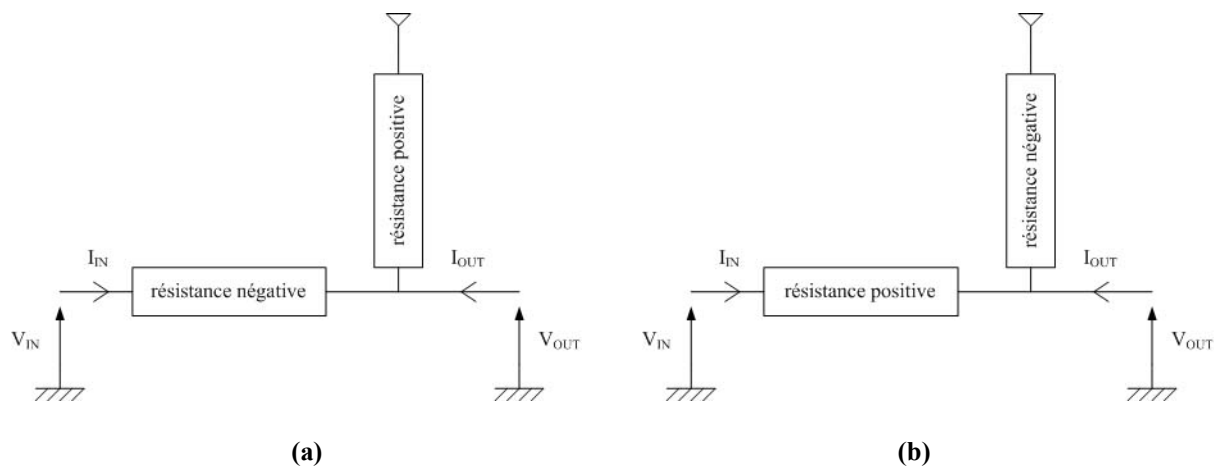 résistance positive
I_IN
I_OUT
résistance négative
V_IN
V_OUT
(a)
résistance négative
I_IN
I_OUT
résistance positive
V_IN
V_OUT
(b)